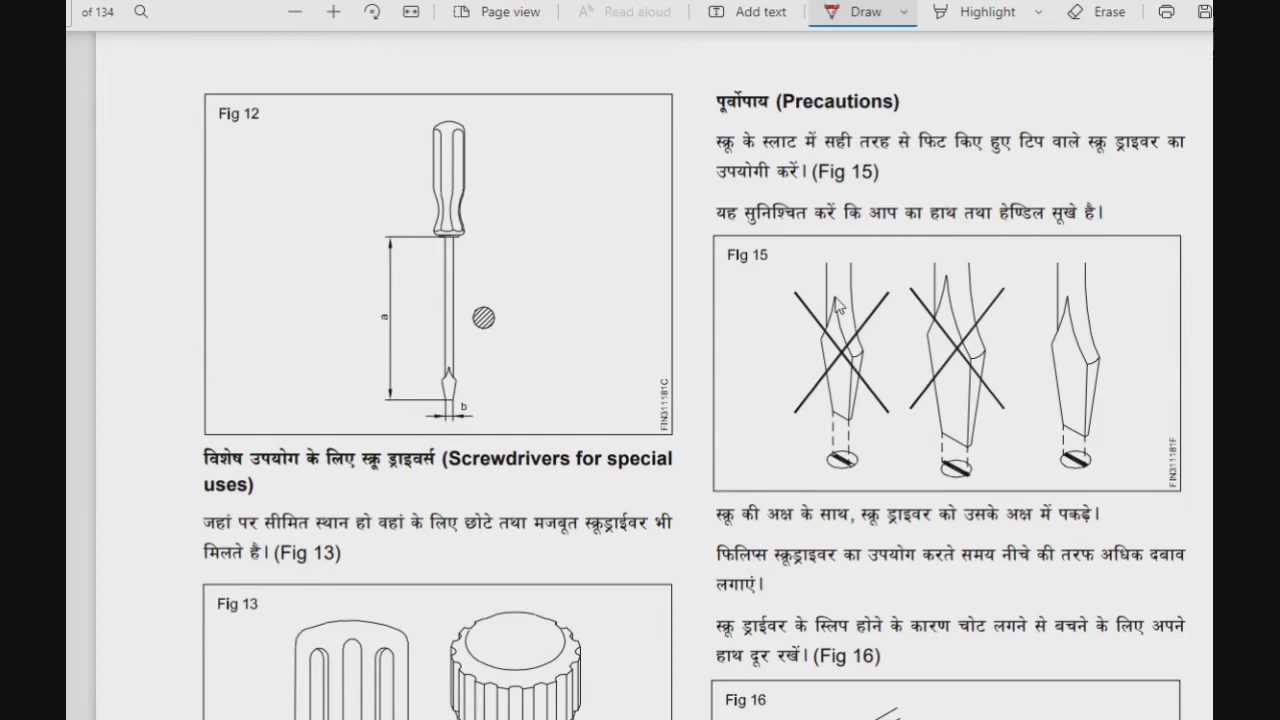 of 134
Page view
Read aloud
Add text
Draw
Highlight
Erase
Fig 12
a
b
FIN311181C
विशेष उपयोग के लिए स्क्रू ड्राइवर्स (Screwdrivers for special
uses)
जहां पर सीमित स्थान हो वहां के लिए छोटे तथा मजबूत स्क्रूड्राईवर भी
मिलते है। (Fig 13)
Fig 13
पूर्वोपाय (Precautions)
स्क्रू के स्लाट में सही तरह से फिट किए हुए टिप वाले स्क्रू ड्राइवर का
उपयोगी करें। (Fig 15)
यह सुनिश्चित करें कि आप का हाथ तथा हेण्डिल सूखे है।
FIg 15
FIN311181F
स्क्रू की अक्ष के साथ, स्क्रू ड्राइवर को उसके अक्ष में पकढ़े।
फिलिप्स स्क्रूड्राइवर का उपयोग करते समय नीचे की तरफ अधिक दबाव
लगाएं।
स्क्रू ड्राईवर के स्लिप होने के कारण चोट लगने से बचने के लिए अपने
हाथ दूर रखें। (Fig 16)
Fig 16